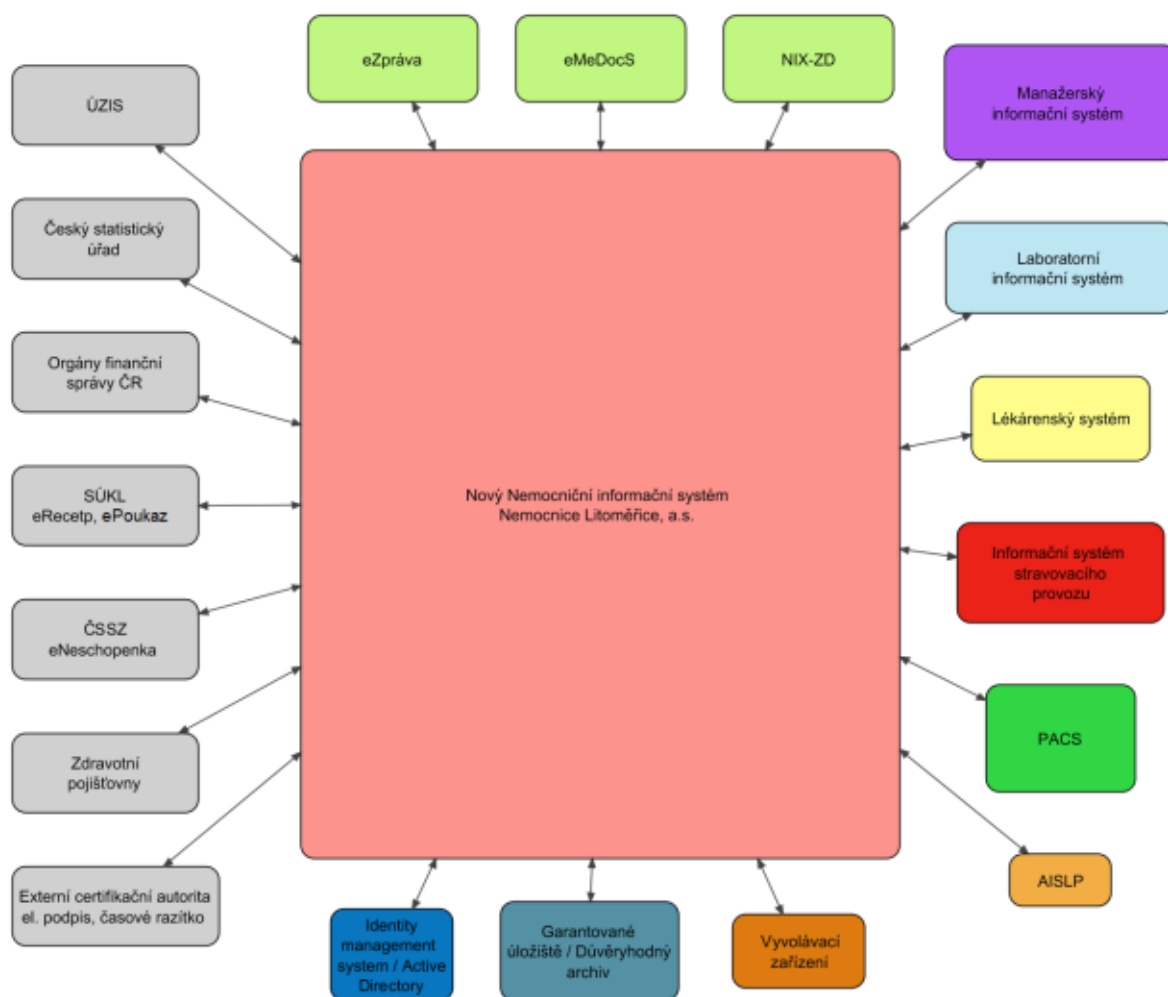 eZpráva
eMeDocS
NIX-ZD
ÚZIS
Manažerský
informační systém
Český statistický
úřad
Laboratorní
informační systém
Orgány finanční
správy ČR
Lékárenský systém
SÚKL
eRecetp, ePoukaz
Nový Nemocniční informační systém
Nemocnice Litoměřice, a.s.
Informační systém
stravovacího
provozu
ČSSZ
eNeschopenka
Zdravotní
pojišťovny
PACS
Externí certifikační autorita
el. podpis, časové razítko
AISLP
Identity
management
system / Active
Directory
Garantované
úložiště / Důvěryhodný
archiv
Vyvolávací
zařízení